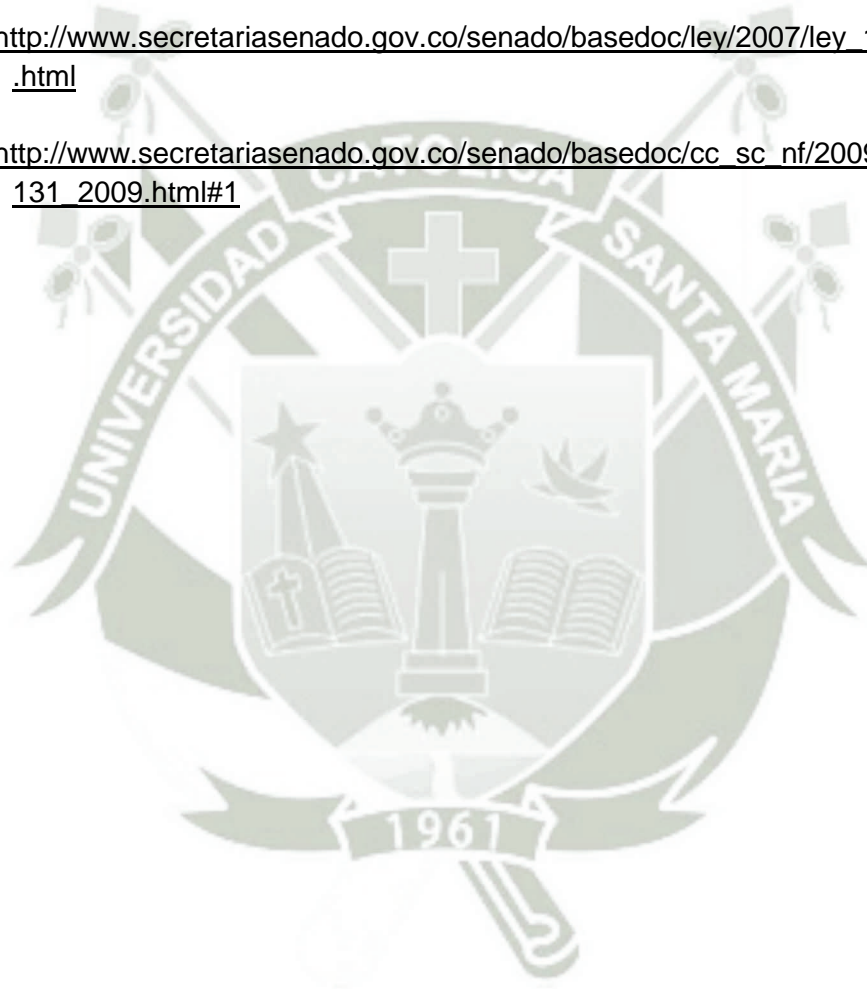 http://www.secretariasenado.gov.co/senado/basedoc/ley/2007/ley_
.html
http://www.secretariasenado.gov.co/senado/basedoc/cc_sc_nf/2009
131_2009.html#1
UNIVERSIDAD CATOLICA SANTA MARIA
1961